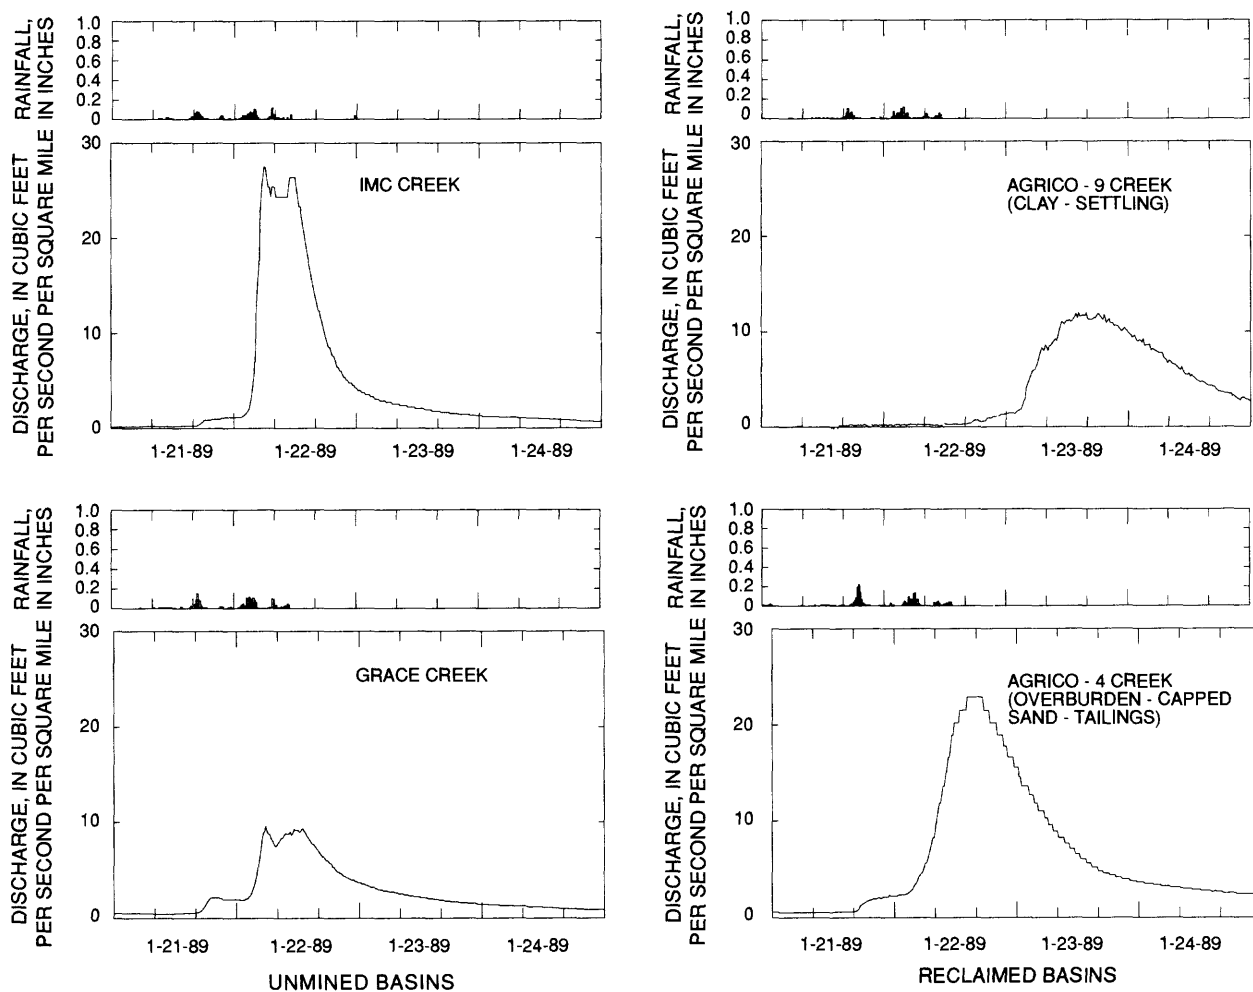 RAINFALL,
IN INCHES
1.0
0.8
0.6
0.4
0.2
0
DISCHARGE, IN CUBIC FEET
PER SECOND PER SQUARE MILE
30
20
10
0
IMC CREEK
1-21-89 1-22-89 1-23-89 1-24-89
RAINFALL,
IN INCHES
1.0
0.8
0.6
0.4
0.2
0
DISCHARGE, IN CUBIC FEET
PER SECOND PER SQUARE MILE
30
20
10
0
AGRICO - 9 CREEK
(CLAY - SETTLING)
1-21-89 1-22-89 1-23-89 1-24-89
RAINFALL,
IN INCHES
1.0
0.8
0.6
0.4
0.2
0
DISCHARGE, IN CUBIC FEET
PER SECOND PER SQUARE MILE
30
20
10
0
GRACE CREEK
1-21-89 1-22-89 1-23-89 1-24-89
UNMINED BASINS
RAINFALL,
IN INCHES
1.0
0.8
0.6
0.4
0.2
0
DISCHARGE, IN CUBIC FEET
PER SECOND PER SQUARE MILE
30
20
10
0
AGRICO - 4 CREEK
(OVERBURDEN - CAPPED
SAND - TAILINGS)
1-21-89 1-22-89 1-23-89 1-24-89
RECLAIMED BASINS